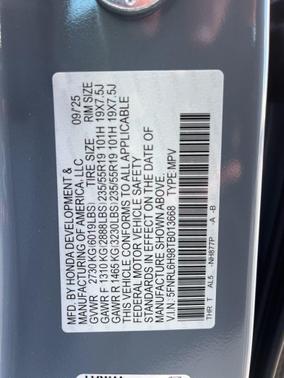 MFD. BY HONDA DEVELOPMENT & 09/'25
MANUFACTURING OF AMERICA, LLC
TIRE SIZE RIM SIZE
GVWR 2730 KG(6019LBS)
GAWR F 1310 KG(2888LBS) 235/55R19 101H 19X7.5J
GAWR R 1465KG(3230LBS) 235/55R19 101H 19X7.5J
THIS VEHICLE CONFORMS TO ALL APPLICABLE
FEDERAL MOTOR VEHICLE SAFETY
STANDARDS IN EFFECT ON THE DATE OF
MANUFACTURE SHOWN ABOVE.
V.I.N. 5FNRL6H98TB013668 TYPE:MPV
THR T AL5 NH877P -A -B